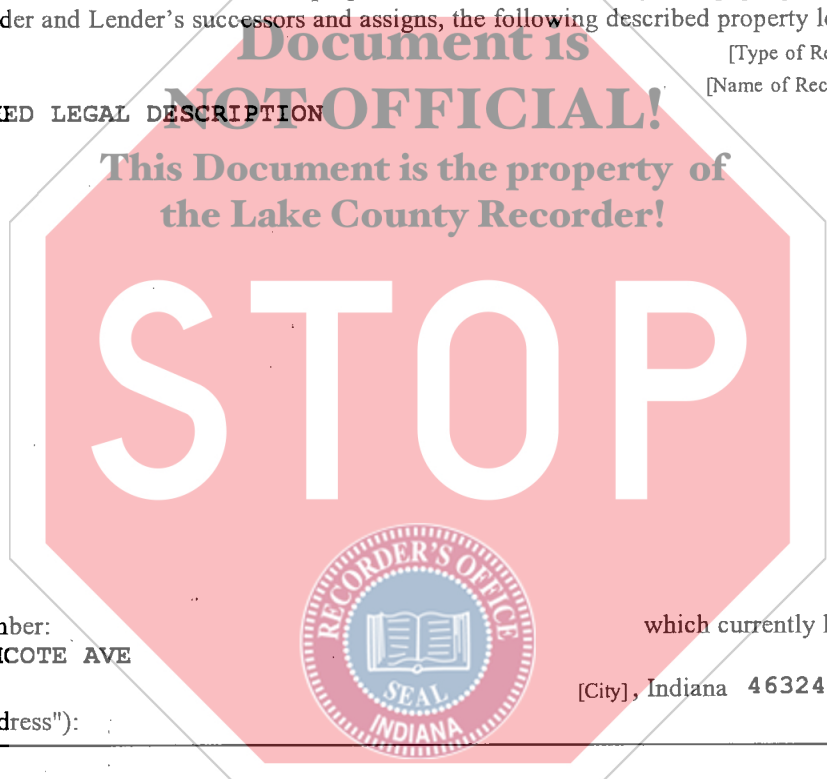 der and Lender's successors and assigns, the following described property lo
Document is
[Type of Re
[Name of Rec
NOT OFFICIAL!
ED LEGAL DESCRIPTION
This Document is the property of
the Lake County Recorder!
STOP
RECORDER'S OFFICE
SEAL
INDIANA
nber:
which currently h
COTE AVE
[City], Indiana 46324
dress"):